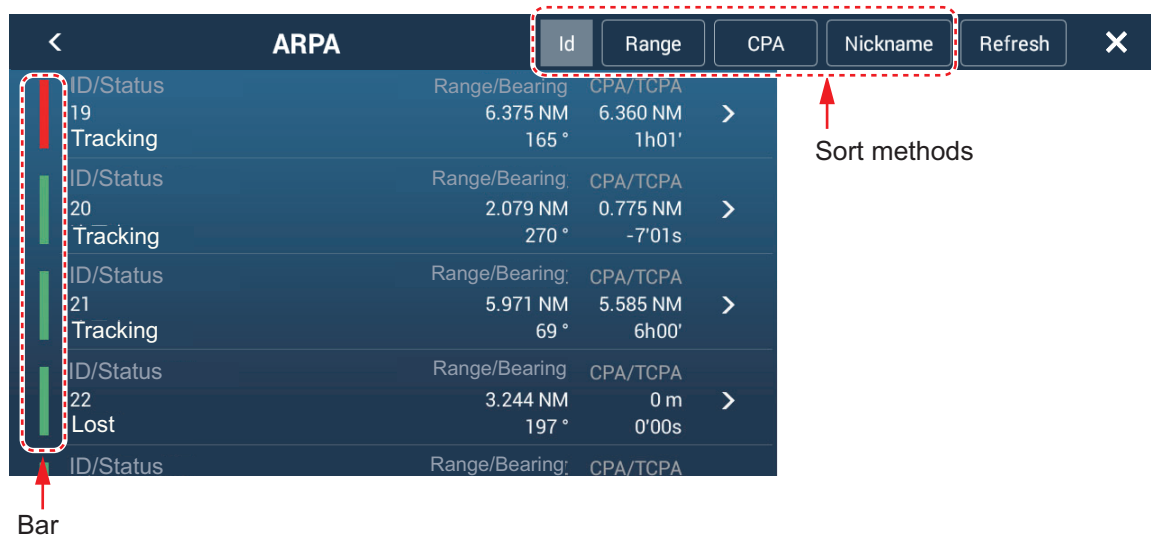 ARPA Id Range CPA Nickname Refresh
ID/Status Range/Bearing CPA/TCPA
19 6.375 NM 6.360 NM
Tracking 165 ° 1h01'
Sort methods
ID/Status Range/Bearing: CPA/TCPA
20 2.079 NM 0.775 NM
Tracking 270 ° -7'01s
ID/Status Range/Bearing: CPA/TCPA
21 5.971 NM 5.585 NM
Tracking 69 ° 6h00'
ID/Status Range/Bearing CPA/TCPA
22 3.244 NM 0 m
Lost 197 ° 0'00s
ID/Status Range/Bearing: CPA/TCPA
Bar